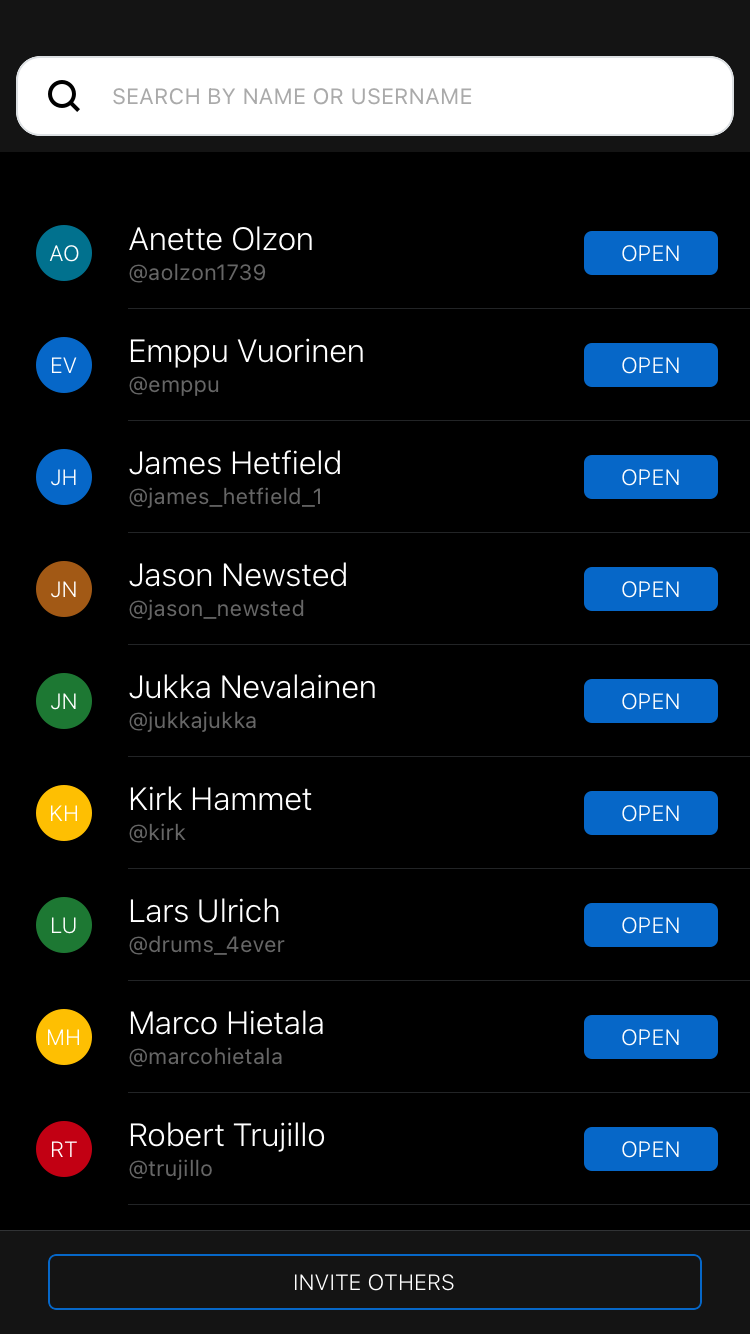 SEARCH BY NAME OR USERNAME
AO
Anette Olzon
@aolzon1739
OPEN
EV
Emppu Vuorinen
@emppu
OPEN
JH
James Hetfield
@james_hetfield_1
OPEN
JN
Jason Newsted
@jason_newsted
OPEN
JN
Jukka Nevalainen
@jukkajukka
OPEN
KH
Kirk Hammet
@kirk
OPEN
LU
Lars Ulrich
@drums_4ever
OPEN
MH
Marco Hietala
@marcohietala
OPEN
RT
Robert Trujillo
@trujillo
OPEN
INVITE OTHERS